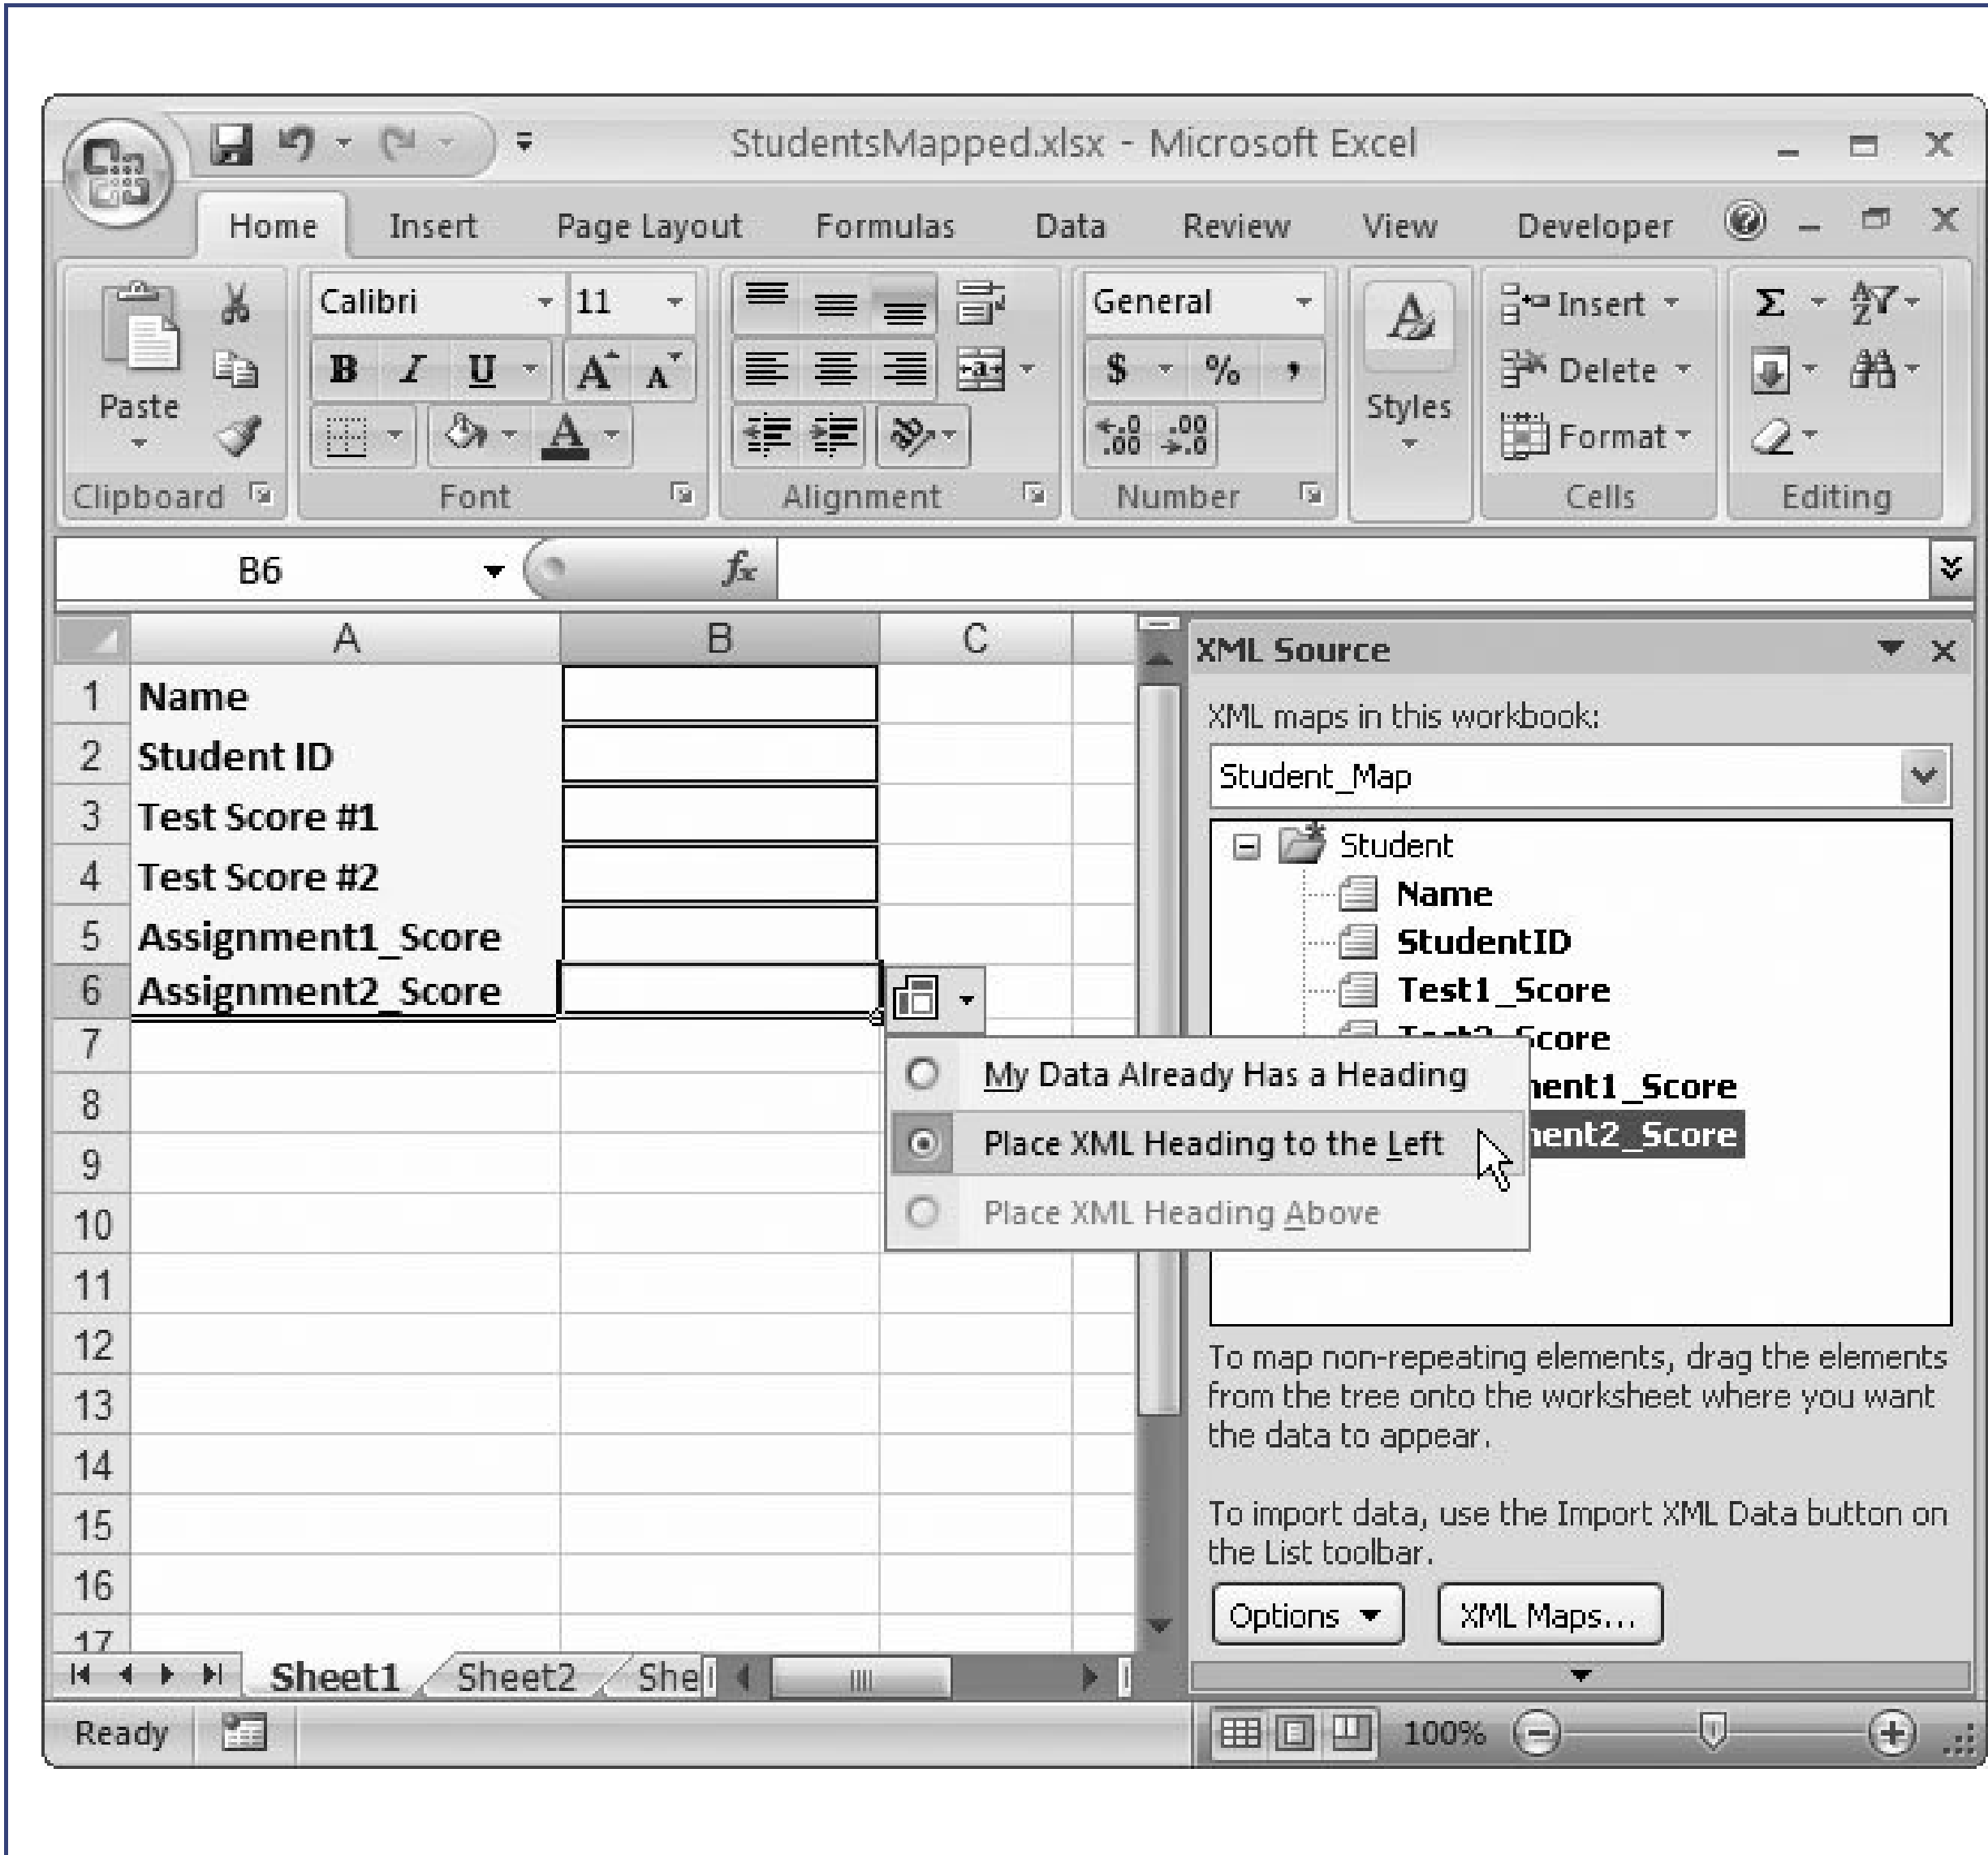 StudentsMapped.xlsx - Microsoft Excel
Home Insert Page Layout Formulas Data Review View Developer
Calibri 11 General Insert Σ
Paste B I U A A $ % , Styles Delete
A Format
Clipboard Font Alignment Number Cells Editing
B6 fx
A B C
1 Name
2 Student ID
3 Test Score #1
4 Test Score #2
5 Assignment1_Score
6 Assignment2_Score
7
8
9
10
11
12
13
14
15
16
17
My Data Already Has a Heading
Place XML Heading to the Left
Place XML Heading Above
XML Source
XML maps in this workbook:
Student_Map
Student
Name
StudentID
Test1_Score
core
ent1_Score
ent2_Score
To map non-repeating elements, drag the elements
from the tree onto the worksheet where you want
the data to appear.
To import data, use the Import XML Data button on
the List toolbar.
Options XML Maps...
Sheet1 Sheet2 She
Ready 100%